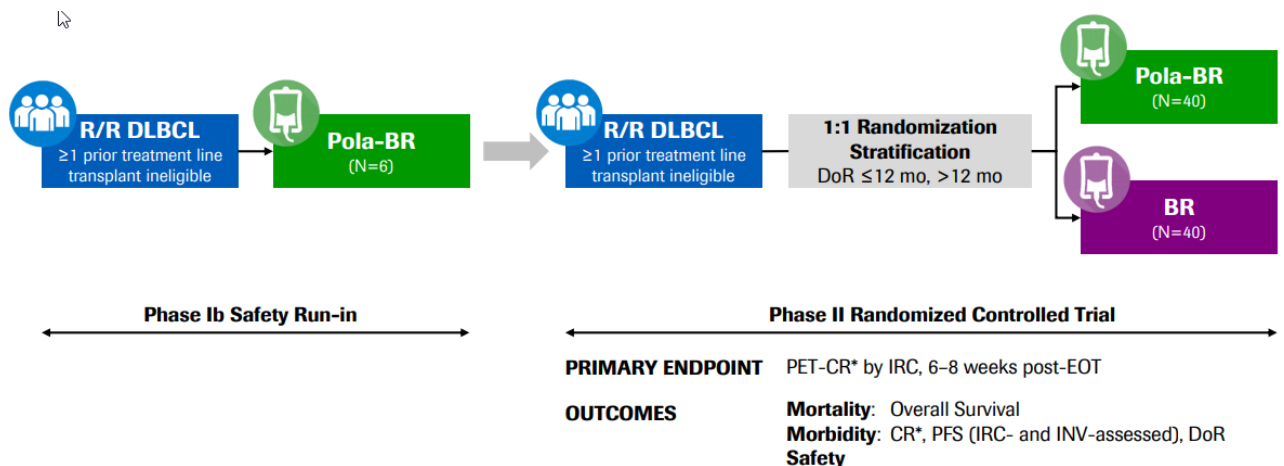 R/R DLBCL
≥1 prior treatment line
transplant ineligible
Pola-BR
(N=6)
R/R DLBCL
≥1 prior treatment line
transplant ineligible
1:1 Randomization
Stratification
DoR ≤12 mo, >12 mo
Pola-BR
(N=40)
BR
(N=40)
Phase Ib Safety Run-in
Phase II Randomized Controlled Trial
PRIMARY ENDPOINT PET-CR* by IRC, 6–8 weeks post-EOT
OUTCOMES Mortality: Overall Survival
Morbidity: CR*, PFS (IRC- and INV-assessed), DoR
Safety